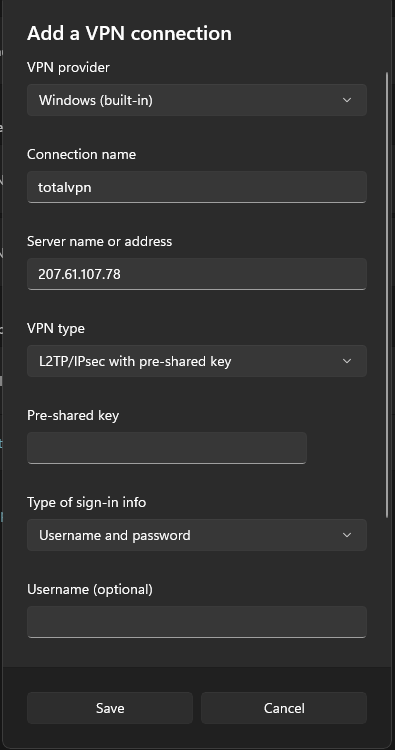 Add a VPN connection
VPN provider
Windows (built-in)
Connection name
totalvpn
Server name or address
207.61.107.78
VPN type
L2TP/IPsec with pre-shared key
Pre-shared key
Type of sign-in info
Username and password
Username (optional)
Save
Cancel